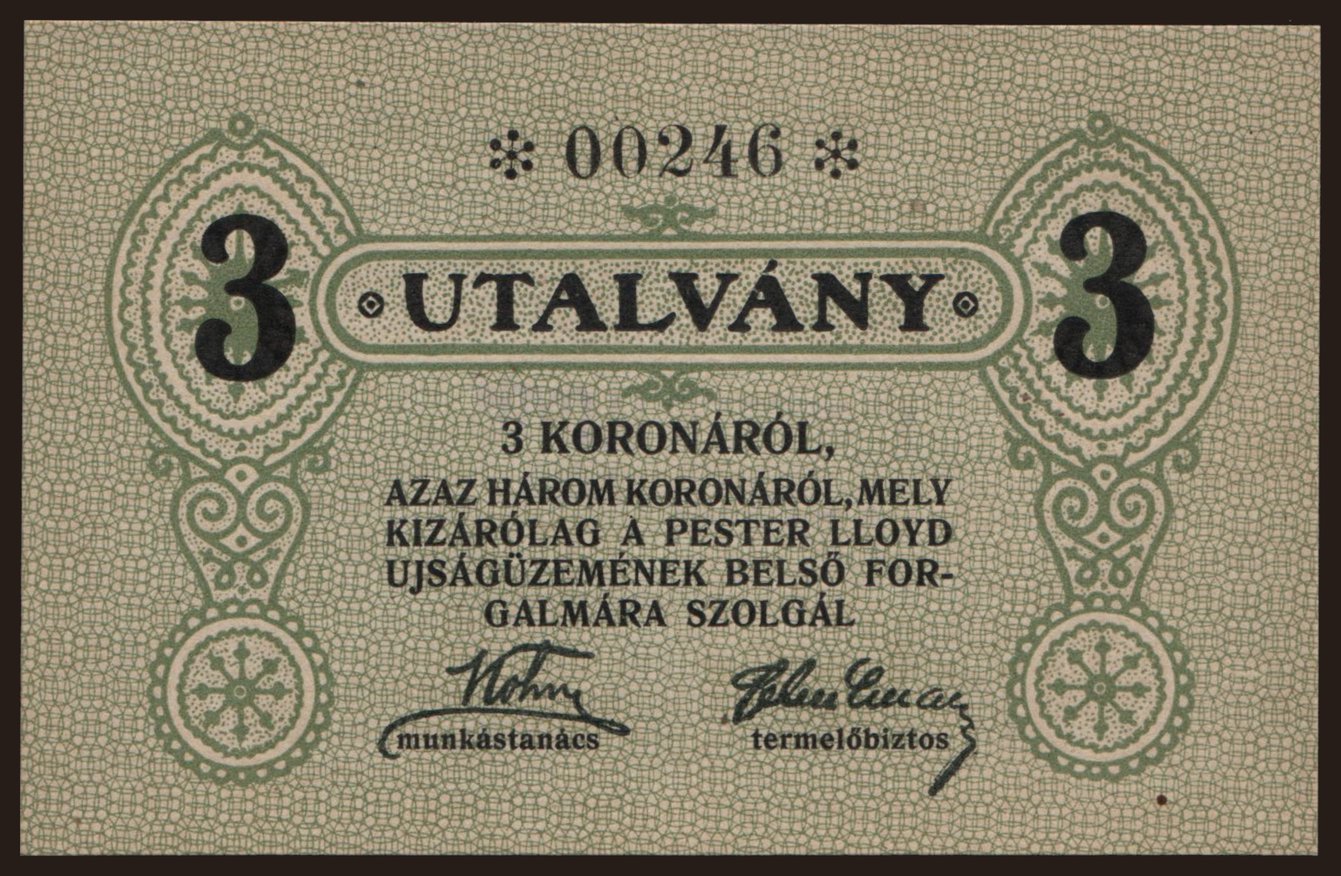 00246
3 UTALVÁNY 3
3 KORONÁRÓL,
AZAZ HÁROM KORONÁRÓL, MELY
KIZÁRÓLAG A PESTER LLOYD
UJSÁGÜZEMÉNEK BELSŐ FOR-
GALMÁRA SZOLGÁL
munkástanács termelőbiztos